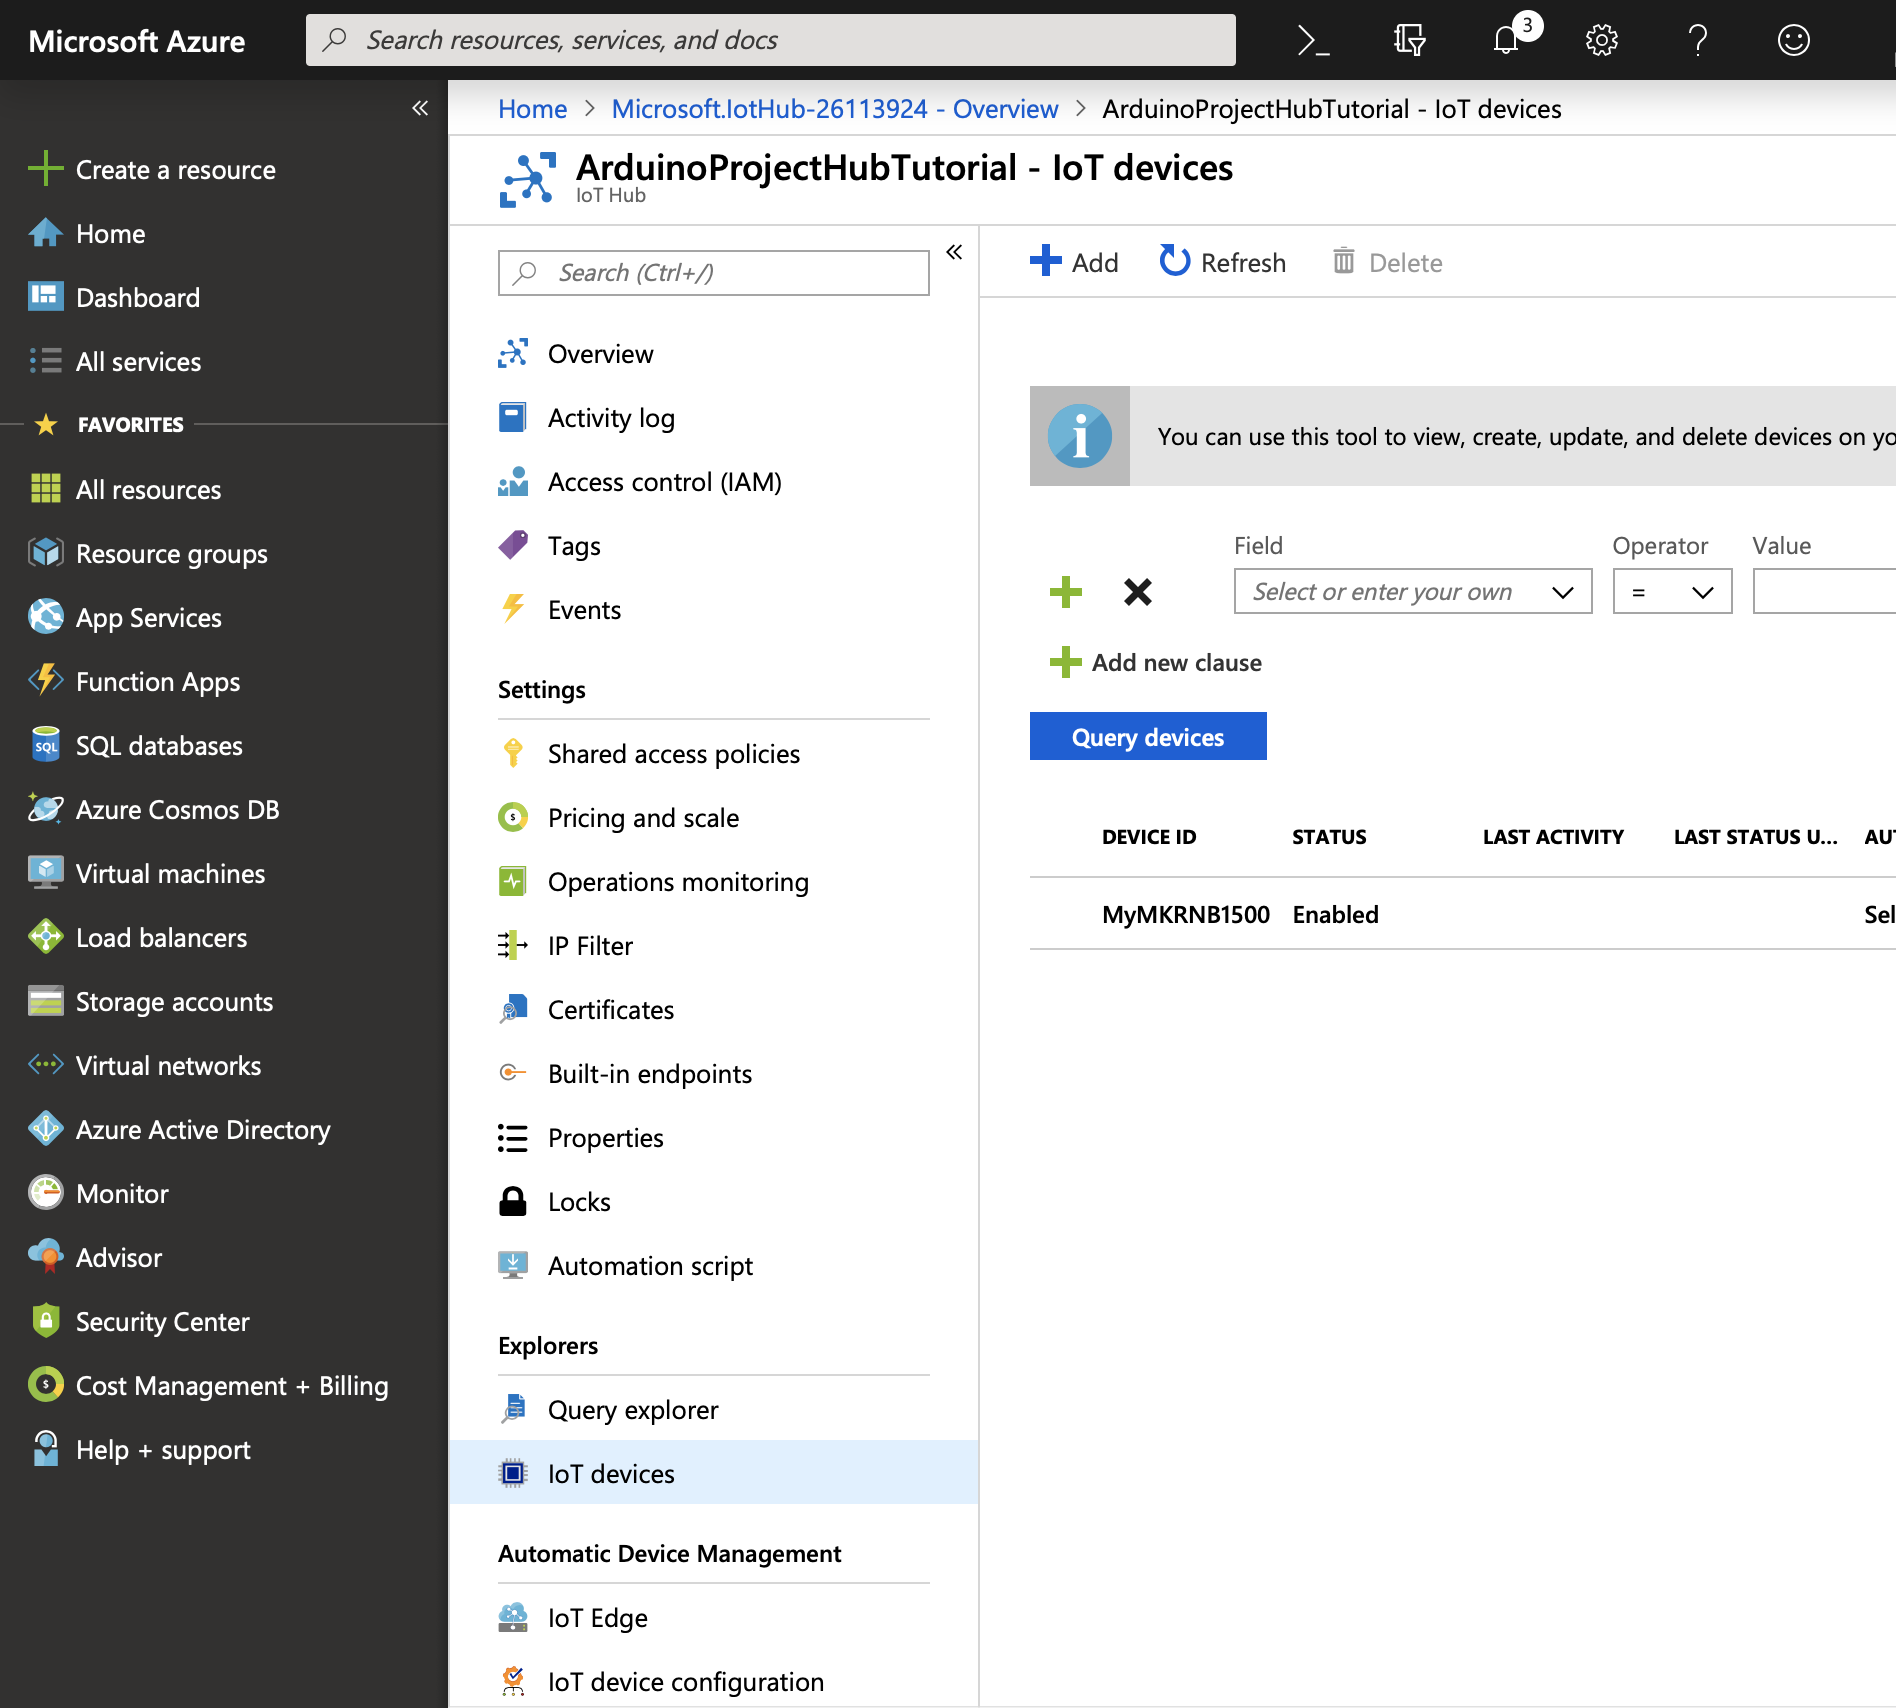 Microsoft Azure
Search resources, services, and docs
3
Create a resource
Home
Dashboard
All services
FAVORITES
All resources
Resource groups
App Services
Function Apps
SQL databases
Azure Cosmos DB
Virtual machines
Load balancers
Storage accounts
Virtual networks
Azure Active Directory
Monitor
Advisor
Security Center
Cost Management + Billing
Help + support
Home > Microsoft.IotHub-26113924 - Overview > ArduinoProjectHubTutorial - IoT devices
ArduinoProjectHubTutorial - IoT devices
IoT Hub
Search (Ctrl+/)
Overview
Activity log
Access control (IAM)
Tags
Events
Settings
Shared access policies
Pricing and scale
Operations monitoring
IP Filter
Certificates
Built-in endpoints
Properties
Locks
Automation script
Explorers
Query explorer
IoT devices
Automatic Device Management
IoT Edge
IoT device configuration
Add Refresh Delete
You can use this tool to view, create, update, and delete devices on yo
Field Operator Value
Select or enter your own =
Add new clause
Query devices
DEVICE ID STATUS LAST ACTIVITY LAST STATUS U... AUT
MyMKRNB1500 Enabled Sel